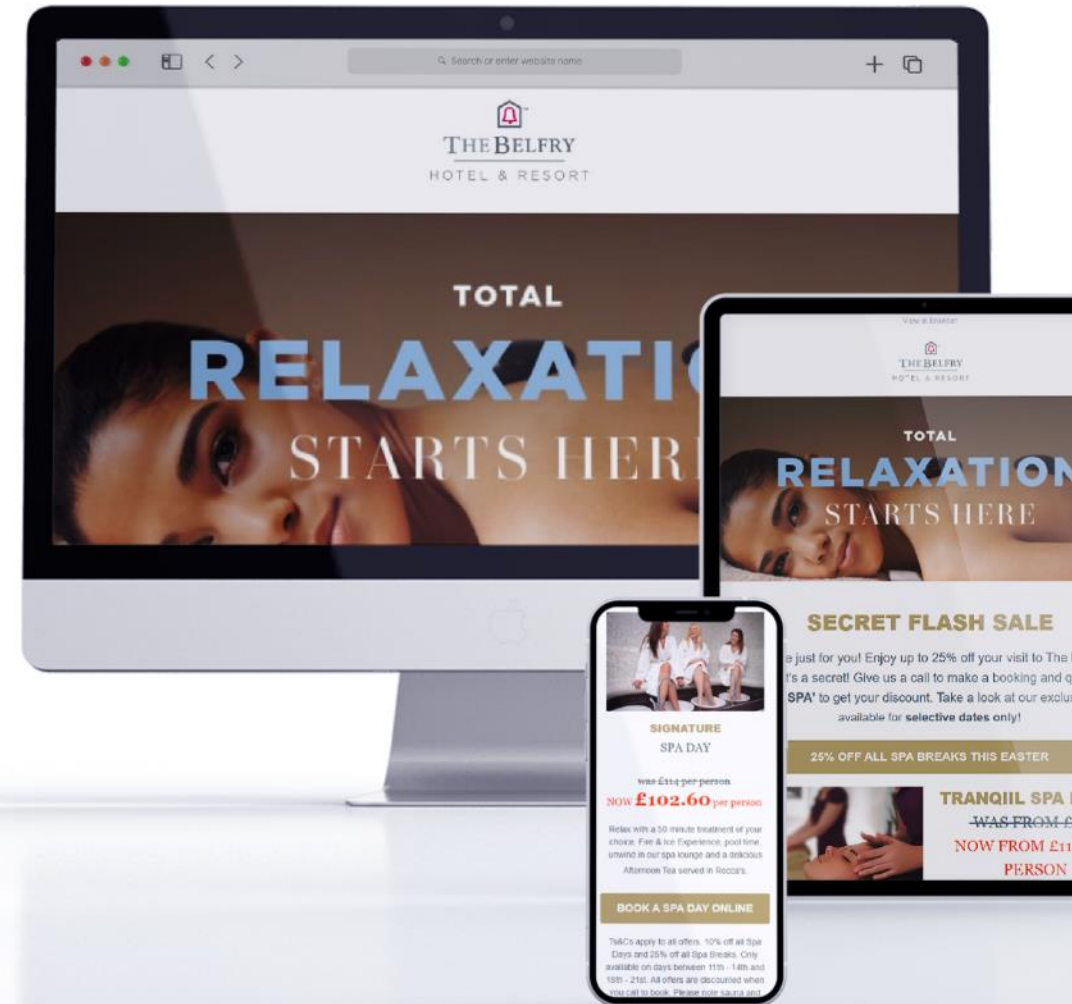 Search or enter website name
THE BELFRY
HOTEL & RESORT
TOTAL
RELAXATIO
STARTS HER
View in Browser
THE BELFRY
HOTEL & RESORT
TOTAL
RELAXATION
STARTS HERE
SECRET FLASH SALE
e just for you! Enjoy up to 25% off your visit to The
t's a secret! Give us a call to make a booking and q
SPA' to get your discount. Take a look at our exclu
available for selective dates only!
25% OFF ALL SPA BREAKS THIS EASTER
TRANQIIL SPA
WAS FROM £
NOW FROM £11
PERSON
SIGNATURE
SPA DAY
was £114 per person
NOW £102.60 per person
Relax with a 50 minute treatment of your
choice, Fire & Ice Experience, pool time,
unwind in our spa lounge and a delicious
Afternoon Tea served in Rocca's.
BOOK A SPA DAY ONLINE
Ts&Cs apply to all offers. 10% off all Spa
Days and 25% off all Spa Breaks. Only
available on days between 11th - 14th and
18th - 21st. All offers are discounted when
you call to book. Please note sauna and